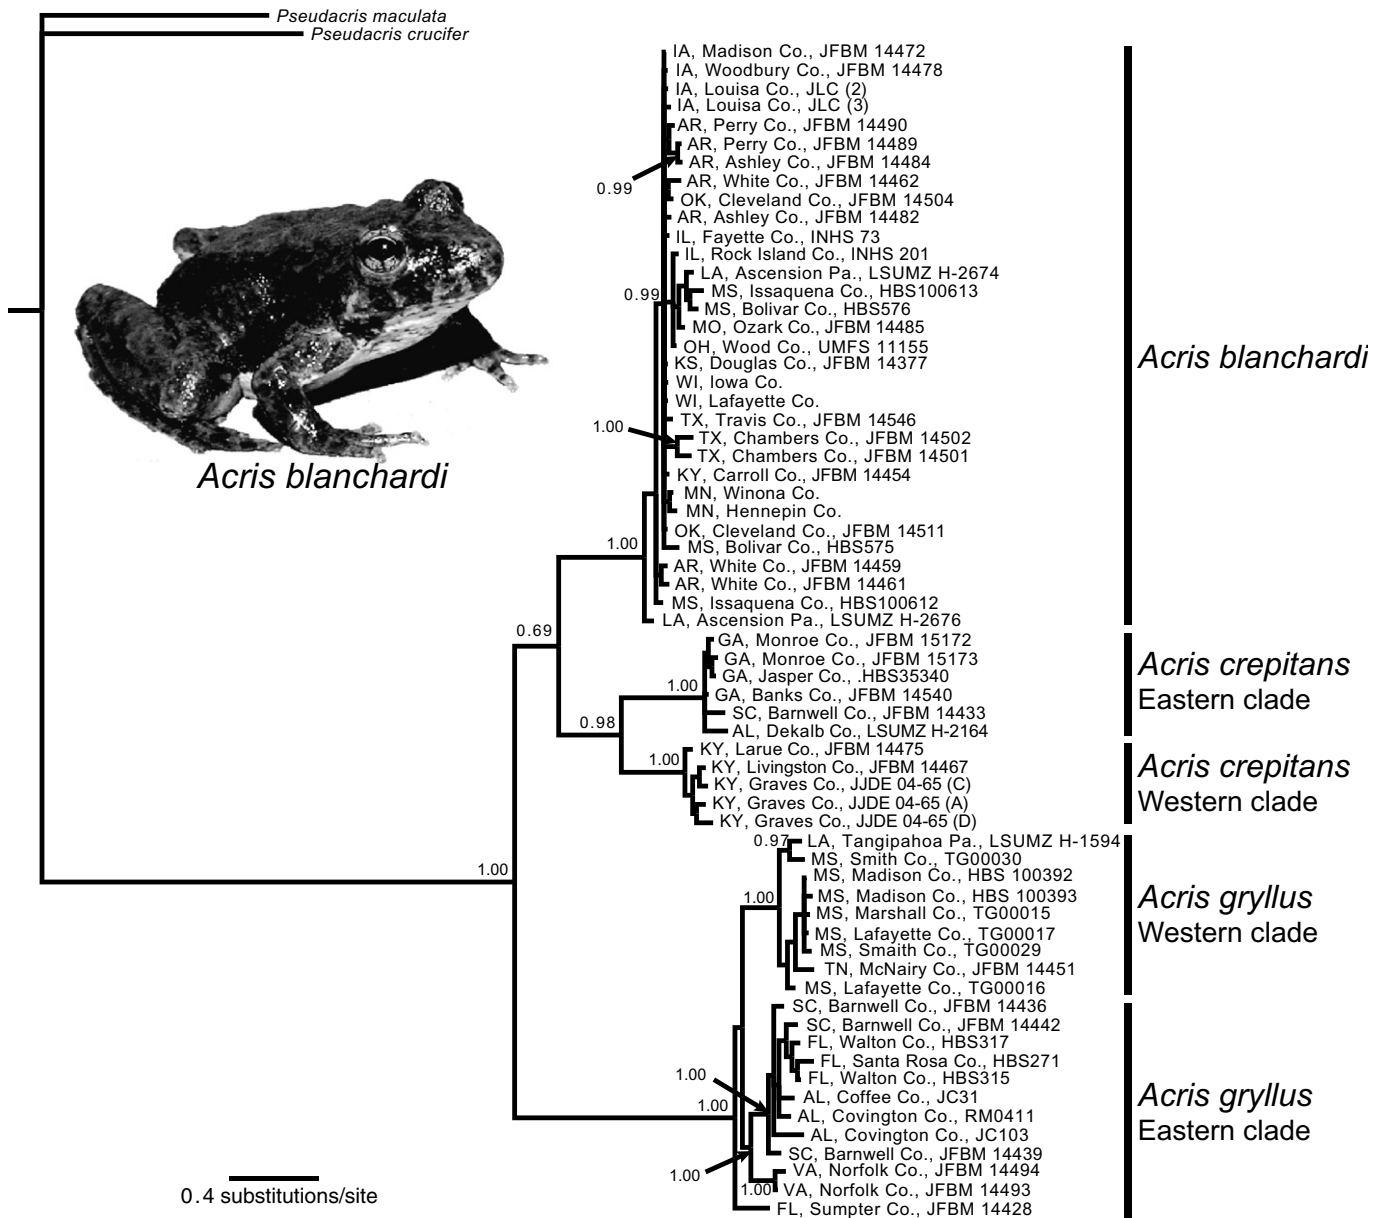 Pseudacris maculata
Pseudacris crucifer
IA, Madison Co., JFBM 14472
IA, Woodbury Co., JFBM 14478
IA, Louisa Co., JLC (2)
IA, Louisa Co., JLC (3)
AR, Perry Co., JFBM 14490
AR, Perry Co., JFBM 14489
AR, Ashley Co., JFBM 14484
0.99
AR, White Co., JFBM 14462
OK, Cleveland Co., JFBM 14504
AR, Ashley Co., JFBM 14482
IL, Fayette Co., INHS 73
IL, Rock Island Co., INHS 201
LA, Ascension Pa., LSUMZ H-2674
0.99
MS, Issaquena Co., HBS100613
MS, Bolivar Co., HBS576
MO, Ozark Co., JFBM 14485
OH, Wood Co., UMFS 11155
KS, Douglas Co., JFBM 14377
Acris blanchardi
WI, Iowa Co.
WI, Lafayette Co.
TX, Travis Co., JFBM 14546
1.00
TX, Chambers Co., JFBM 14502
TX, Chambers Co., JFBM 14501
KY, Carroll Co., JFBM 14454
Acris blanchardi
MN, Winona Co.
MN, Hennepin Co.
OK, Cleveland Co., JFBM 14511
1.00
MS, Bolivar Co., HBS575
AR, White Co., JFBM 14459
AR, White Co., JFBM 14461
MS, Issaquena Co., HBS100612
LA, Ascension Pa., LSUMZ H-2676
0.69
GA, Monroe Co., JFBM 15172
GA, Monroe Co., JFBM 15173
GA, Jasper Co., .HBS35340
1.00
GA, Banks Co., JFBM 14540
SC, Barnwell Co., JFBM 14433
AL, Dekalb Co., LSUMZ H-2164
Acris crepitans
Eastern clade
0.98
KY, Larue Co., JFBM 14475
1.00
KY, Livingston Co., JFBM 14467
KY, Graves Co., JJDE 04-65 (C)
KY, Graves Co., JJDE 04-65 (A)
KY, Graves Co., JJDE 04-65 (D)
Acris crepitans
Western clade
0.97
LA, Tangipahoa Pa., LSUMZ H-1594
MS, Smith Co., TG00030
1.00
MS, Madison Co., HBS 100392
MS, Madison Co., HBS 100393
MS, Marshall Co., TG00015
MS, Lafayette Co., TG00017
MS, Smaith Co., TG00029
TN, McNairy Co., JFBM 14451
MS, Lafayette Co., TG00016
Acris gryllus
Western clade
1.00
SC, Barnwell Co., JFBM 14436
SC, Barnwell Co., JFBM 14442
FL, Walton Co., HBS317
FL, Santa Rosa Co., HBS271
FL, Walton Co., HBS315
1.00
AL, Coffee Co., JC31
1.00
AL, Covington Co., RM0411
AL, Covington Co., JC103
SC, Barnwell Co., JFBM 14439
1.00
VA, Norfolk Co., JFBM 14494
1.00
VA, Norfolk Co., JFBM 14493
FL, Sumpter Co., JFBM 14428
Acris gryllus
Eastern clade
0.4 substitutions/site